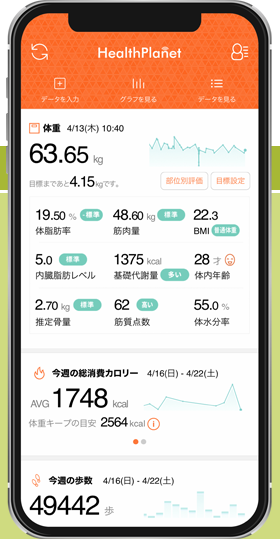 HealthPlanet
データを入力 グラフを見る データを見る
体重 4/13(木) 10:40
63.65 kg
目標まであと4.15kgです。 部位別評価 目標設定
19.50 % -標準 48.60 kg 標準 22.3
体脂肪率 筋肉量 BMI 普通体重
5.0 標準 1375 kcal 28 才
内臓脂肪レベル 基礎代謝量 多い 体内年齢
2.70 kg 標準 62 高い 55.0 %
推定骨量 筋質点数 体水分率
今週の総消費カロリー 4/16(日) - 4/22(土)
AVG 1748 kcal
体重キープの目安 2564 kcal
今週の歩数 4/16(日) - 4/22(土)
49442 歩